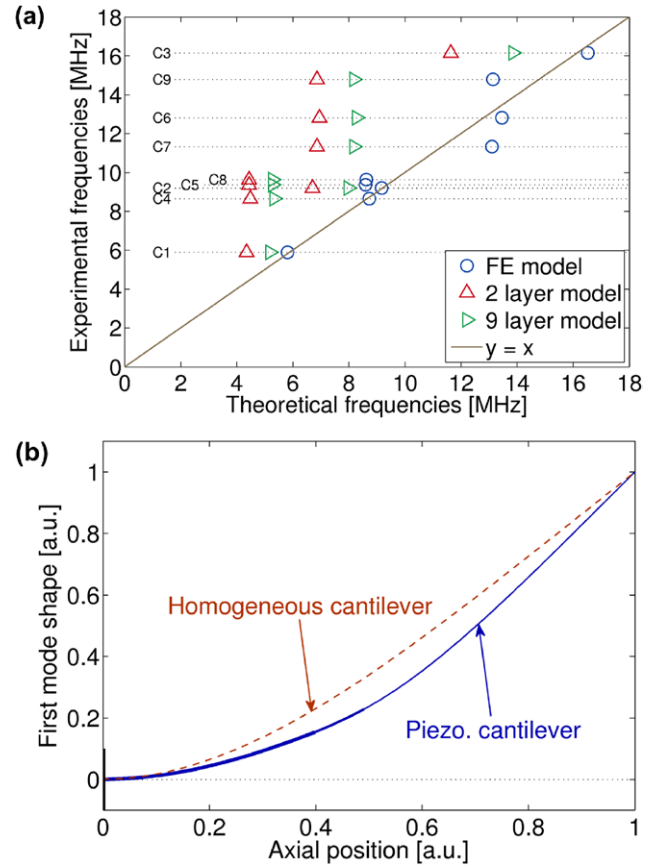 (a)
Experimental frequencies [MHz]
18
16
14
12
10
8
6
4
2
0
C3
C9
C6
C7
C8
C5
C2
C4
C1
FE model
2 layer model
9 layer model
y = x
0 2 4 6 8 10 12 14 16 18
Theoretical frequencies [MHz]
(b)
First mode shape [a.u.]
1
0.8
0.6
0.4
0.2
0
Homogeneous cantilever
Piezo. cantilever
0 0.2 0.4 0.6 0.8 1
Axial position [a.u.]